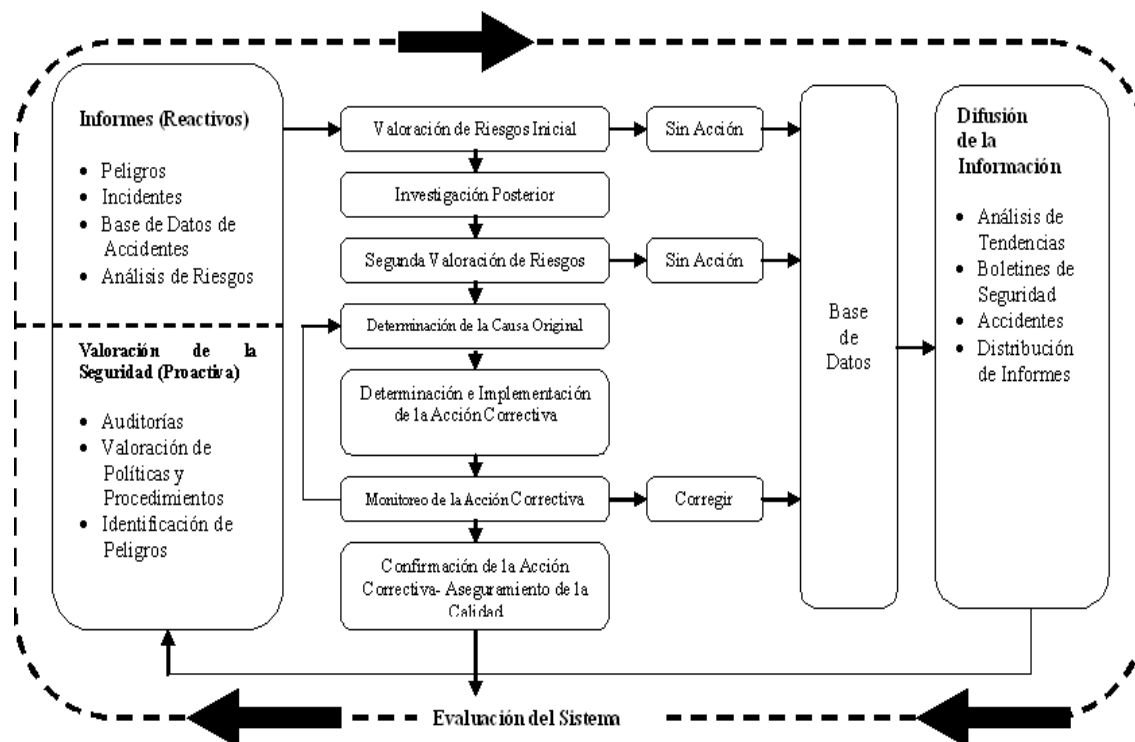 Informes (Reactivos)
• Peligros
• Incidentes
• Base de Datos de
Accidentes
• Análisis de Riesgos
Valoración de la
Seguridad (Proactiva)
• Auditorías
• Valoración de
Políticas y
Procedimientos
• Identificación de
Peligros
Valoración de Riesgos Inicial
Sin Acción
Investigación Posterior
Segunda Valoración de Riesgos
Sin Acción
Determinación de la Causa Original
Determinación e Implementación
de la Acción Correctiva
Monitoreo de la Acción Correctiva
Corregir
Confirmación de la Acción
Correctiva- Aseguramiento de la
Calidad
Base
de
Datos
Difusión
de la
Información
• Análisis de
Tendencias
• Boletines de
Seguridad
• Accidentes
• Distribución
de Informes
Evaluación del Sistema